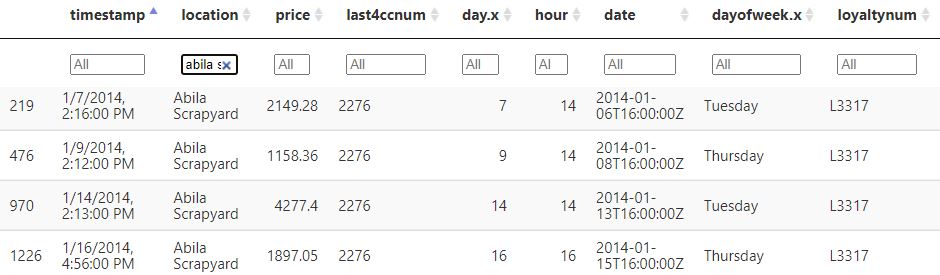 timestamp location price last4ccnum day.x hour date dayofweek.x loyaltynum
All abila s All All All Al All All All
219 1/7/2014, Abila 2149.28 2276 7 14 2014-01- Tuesday L3317
2:16:00 PM Scrapyard 06T16:00:00Z
476 1/9/2014, Abila 1158.36 2276 9 14 2014-01- Thursday L3317
2:12:00 PM Scrapyard 08T16:00:00Z
970 1/14/2014, Abila 4277.4 2276 14 14 2014-01- Tuesday L3317
2:13:00 PM Scrapyard 13T16:00:00Z
1226 1/16/2014, Abila 1897.05 2276 16 16 2014-01- Thursday L3317
4:56:00 PM Scrapyard 15T16:00:00Z